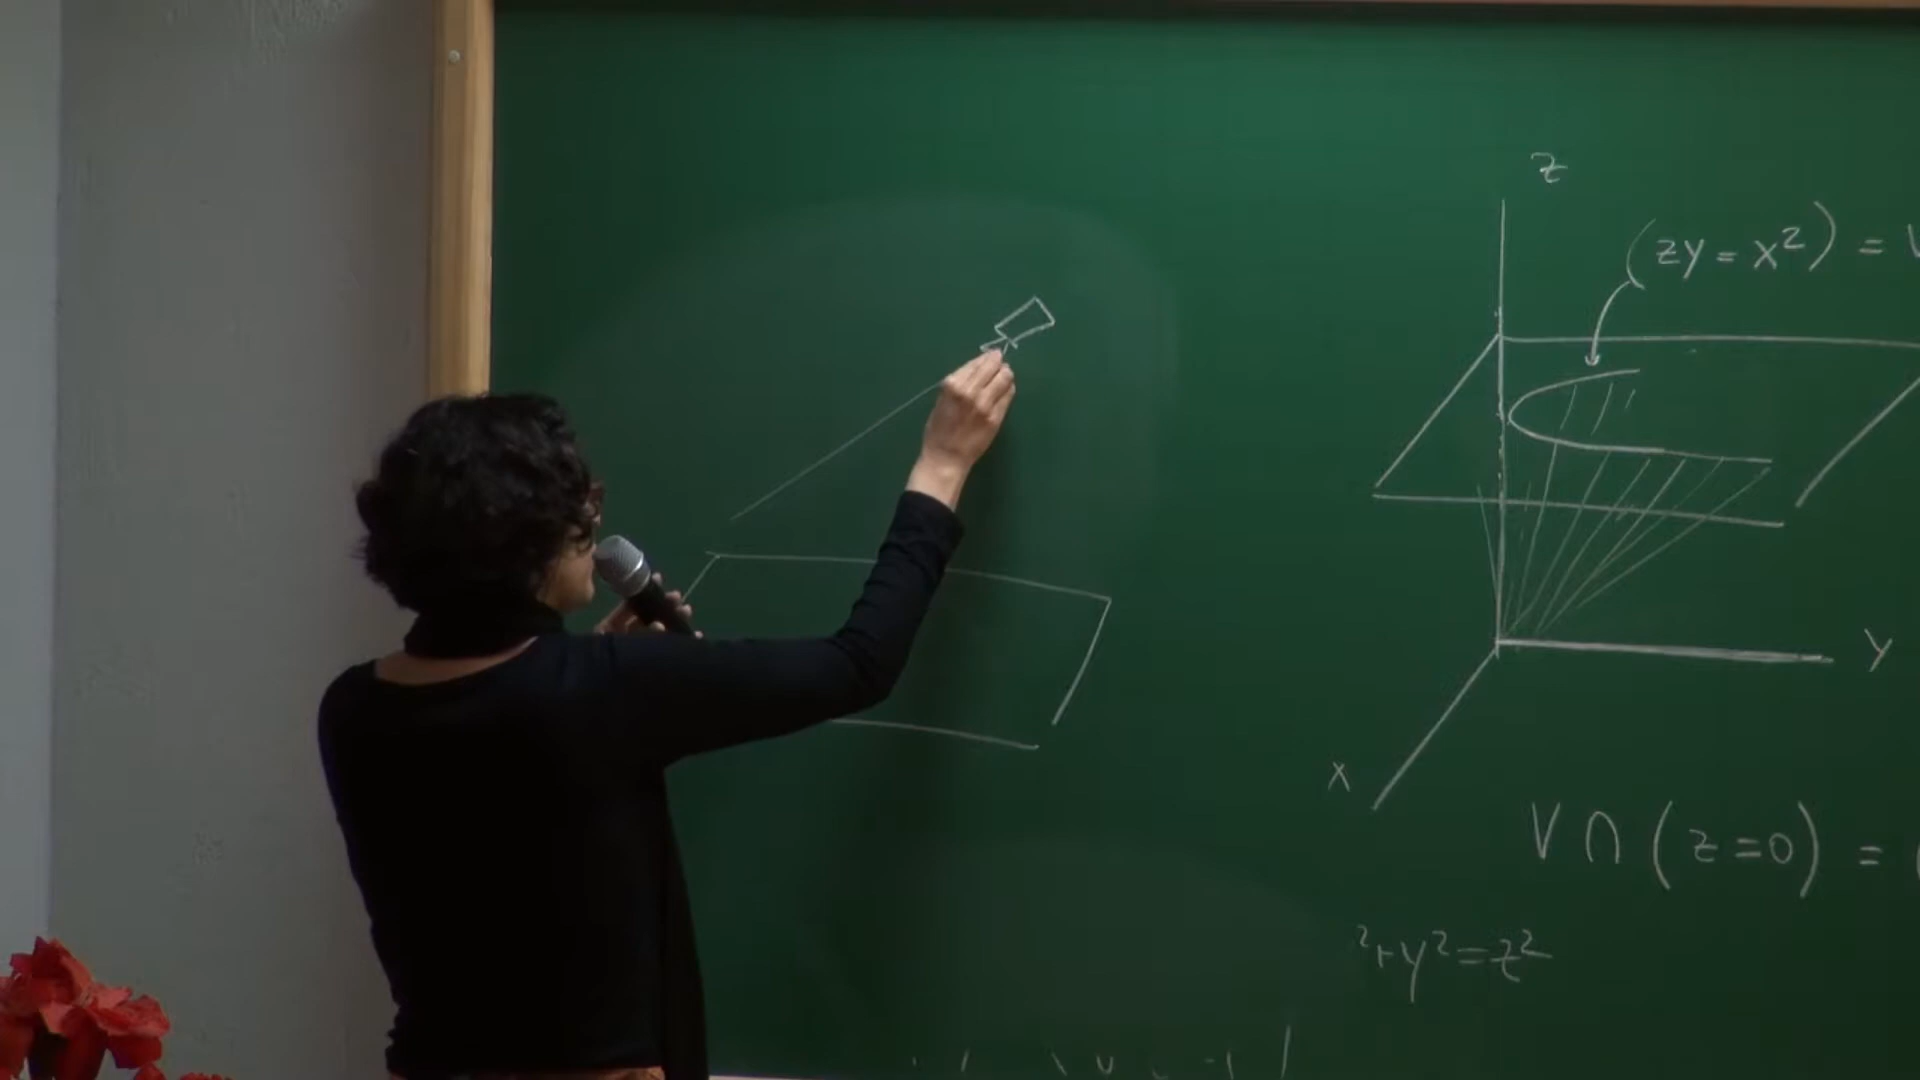 z
(zy = x²) =
y
x
V ∩ (z = 0) =
² + y² = z²